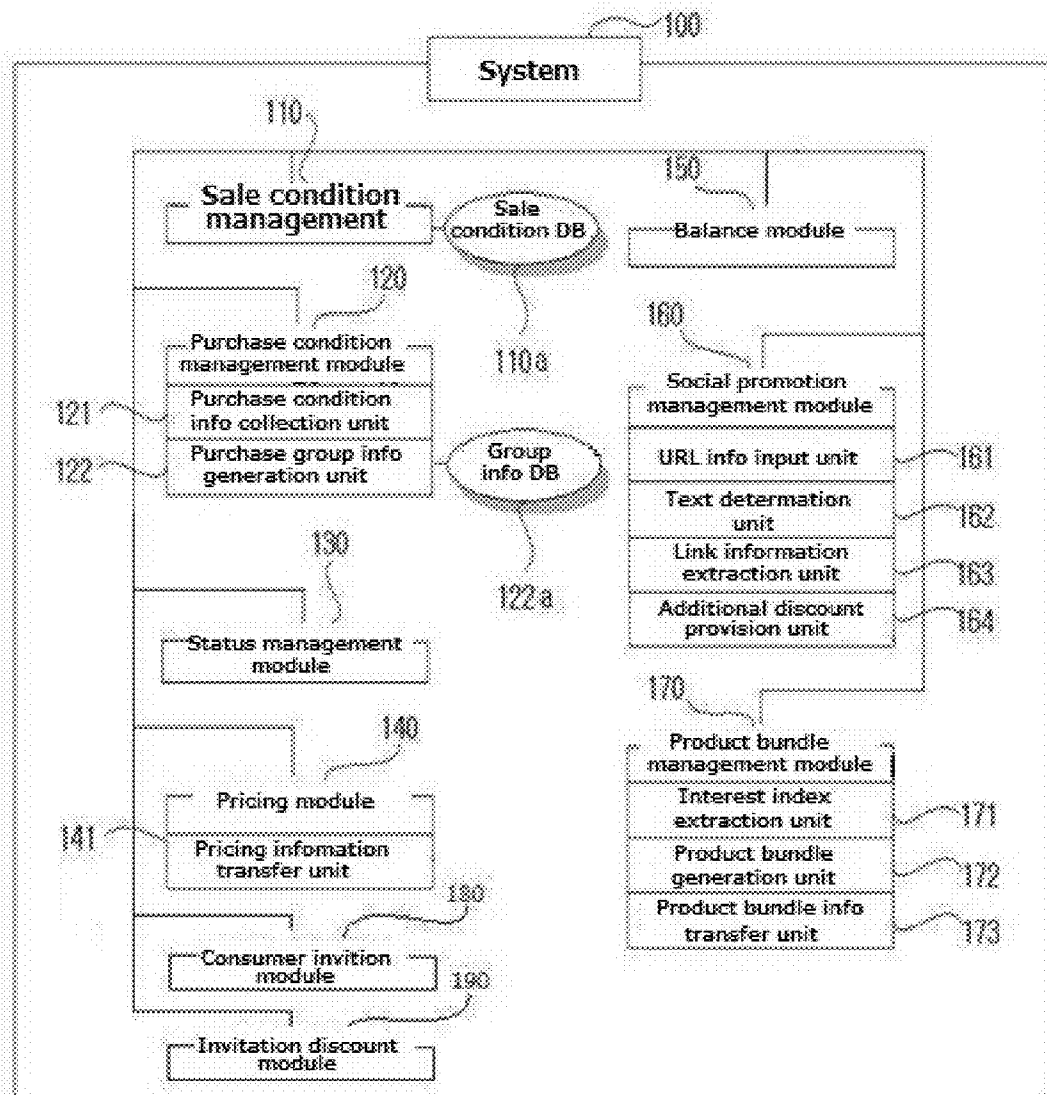 100
System
110
Sale condition
management
Sale
condition DB
110a
150
Balance module
120
Purchase condition
management module
121
Purchase condition
info collection unit
122
Purchase group info
generation unit
Group
info DB
122a
160
Social promotion
management module
URL info input unit
161
Text determation
unit
162
Link information
extraction unit
163
Additional discount
provision unit
164
130
Status management
module
140
Pricing module
141
Pricing infomation
transfer unit
170
Product bundle
management module
Interest index
extraction unit
171
Product bundle
generation unit
172
Product bundle info
transfer unit
173
180
Consumer invition
module
190
Invitation discount
module